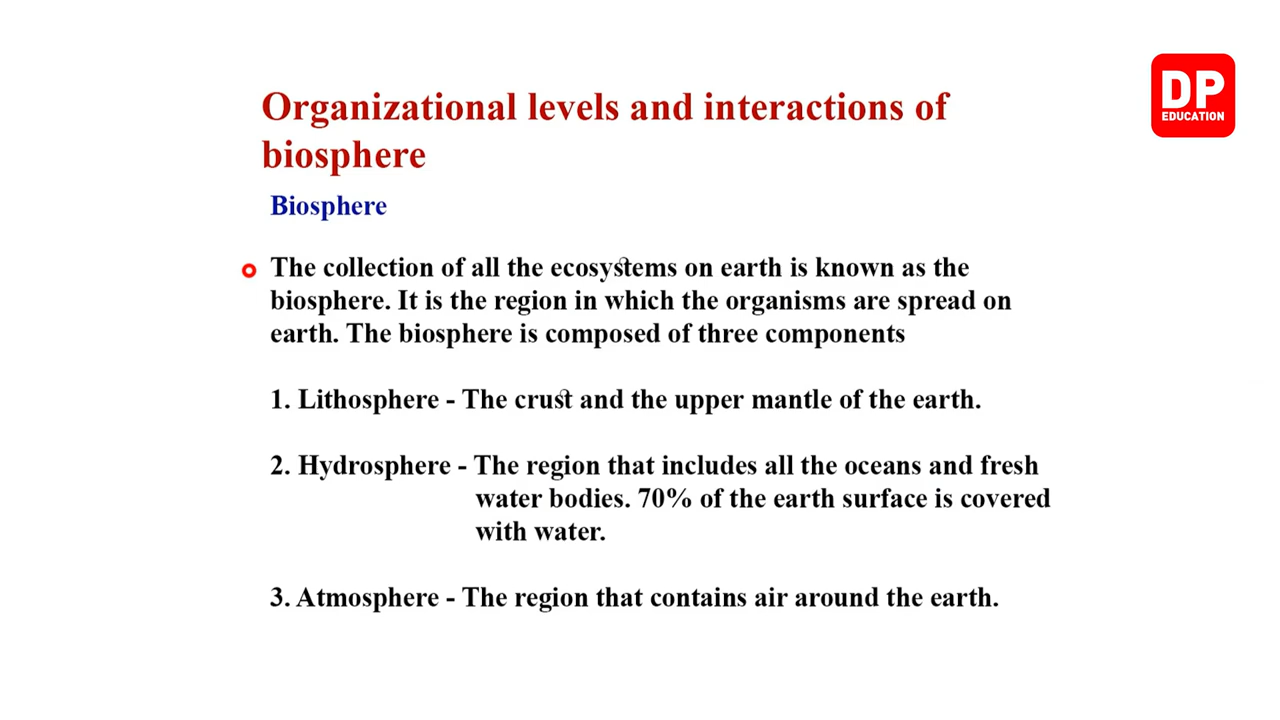 DP
EDUCATION
Organizational levels and interactions of
biosphere
Biosphere
The collection of all the ecosystems on earth is known as the
biosphere. It is the region in which the organisms are spread on
earth. The biosphere is composed of three components
1. Lithosphere - The crust and the upper mantle of the earth.
2. Hydrosphere - The region that includes all the oceans and fresh
water bodies. 70% of the earth surface is covered
with water.
3. Atmosphere - The region that contains air around the earth.